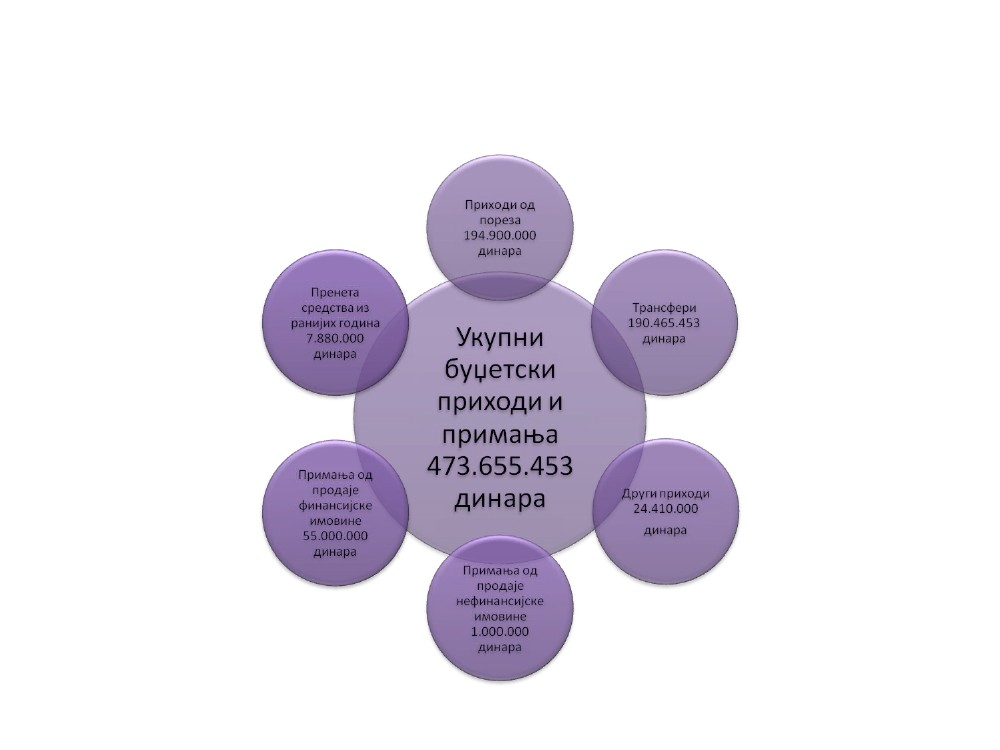 Приходи од
пореза
194.900.000
динара
Трансфери
190.465.453
динара
Други приходи
24.410.000
динара
Примања од
продаје
нефинансијске
имовине
1.000.000
динара
Примања од
продаје
финансијске
имовине
55.000.000
динара
Пренета
средства из
ранијих година
7.880.000
динара
Укупни
буџетски
приходи и
примања
473.655.453
динара